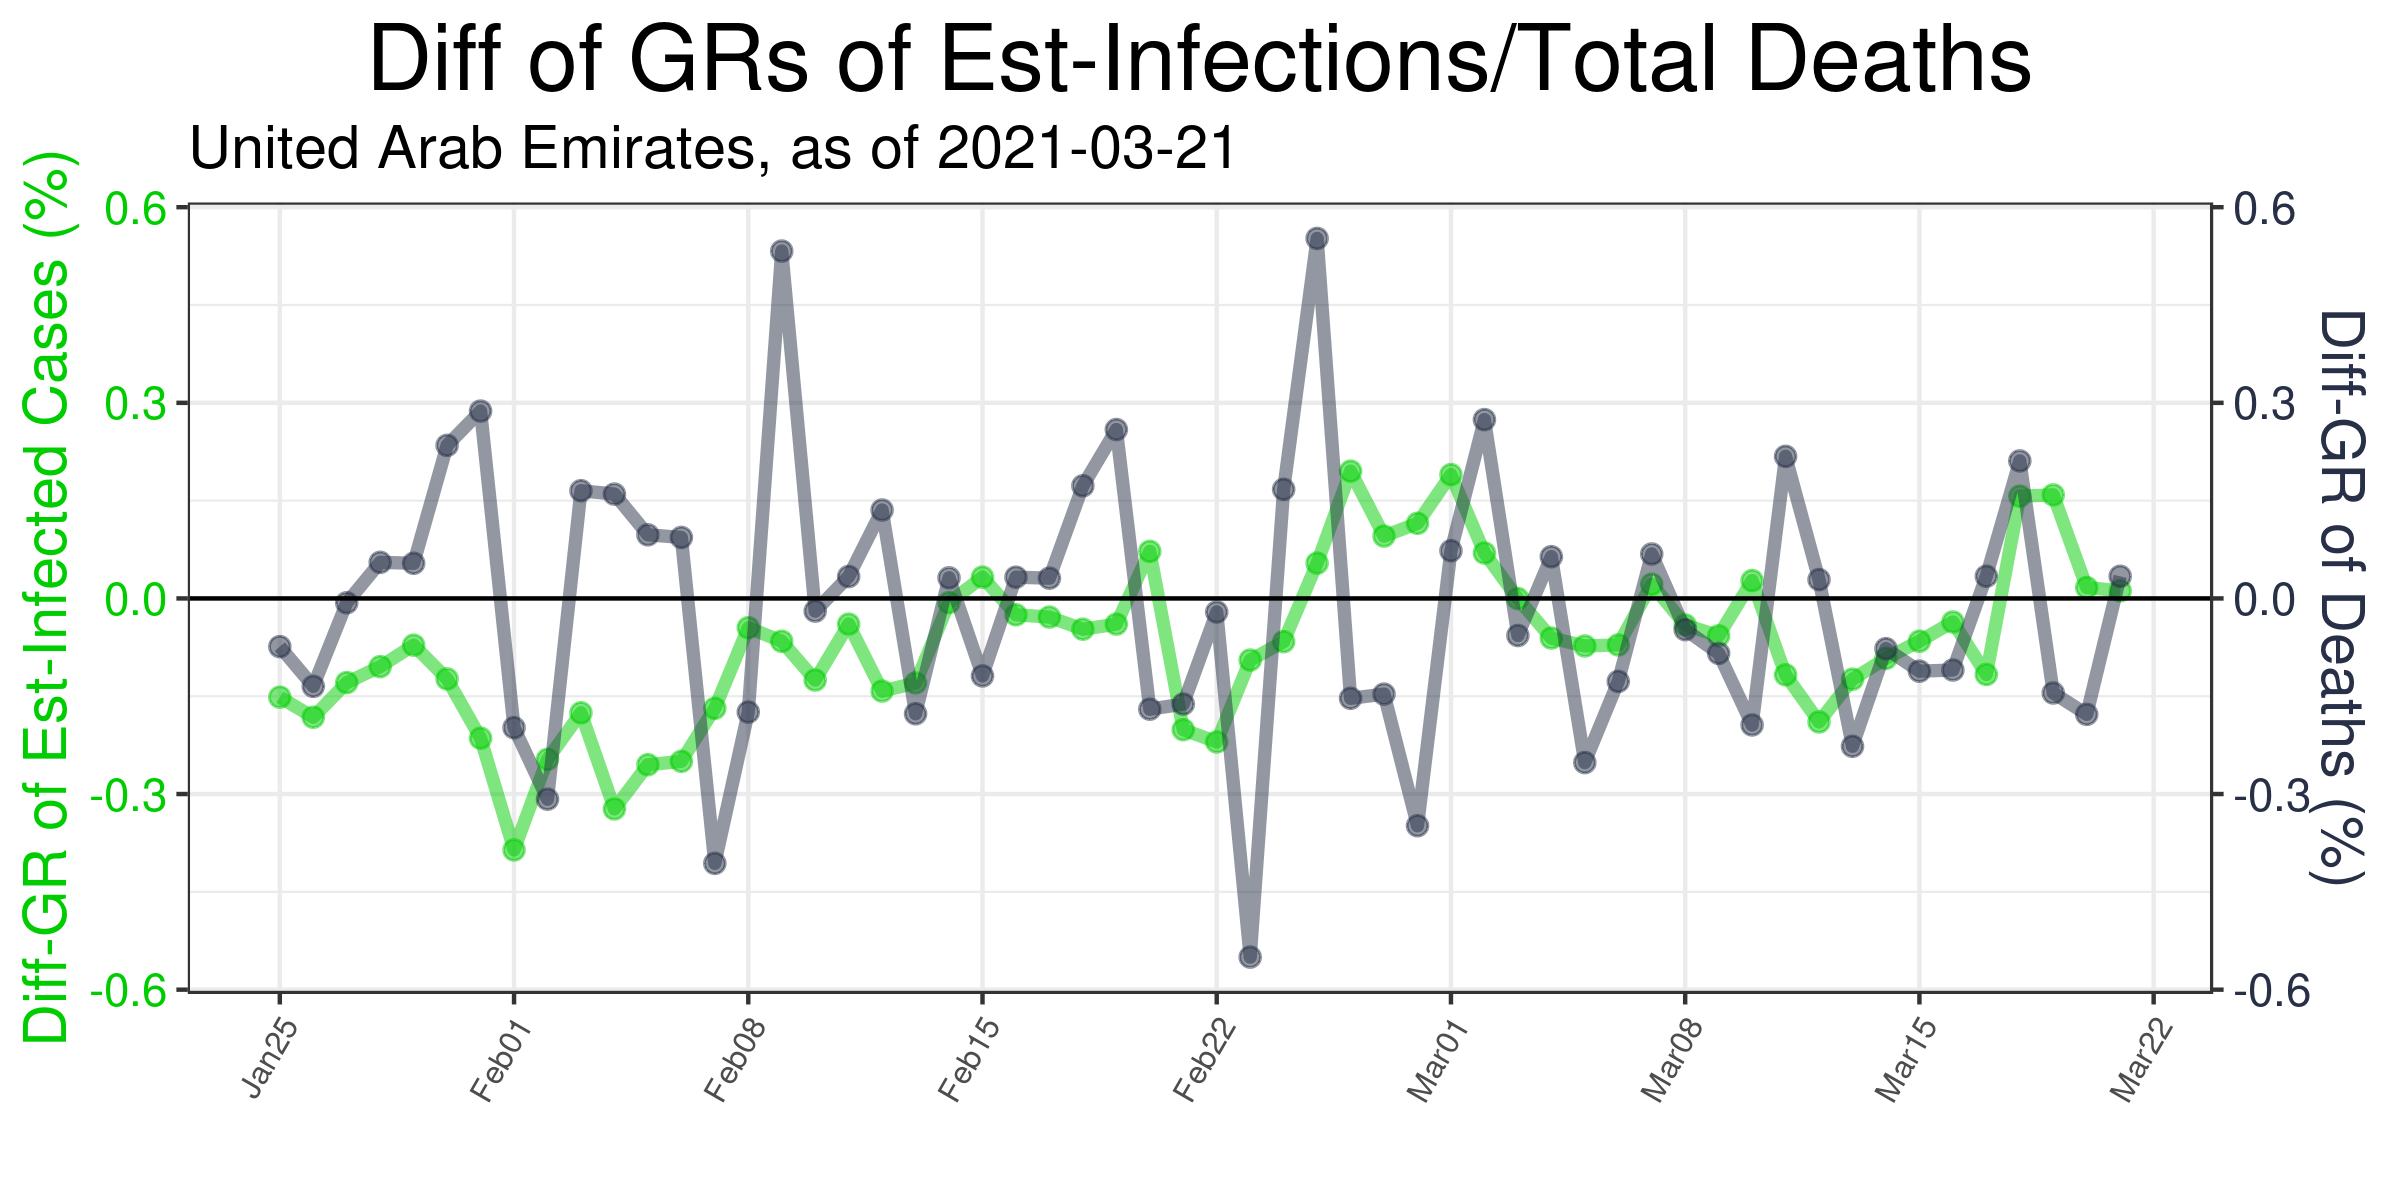 Diff of GRs of Est-Infections/Total Deaths
United Arab Emirates, as of 2021-03-21
Diff-GR of Est-Infected Cases (%)
0.6
0.3
0.0
-0.3
-0.6
0.6
0.3
0.0
-0.3
-0.6
Diff-GR of Deaths (%)
Jan25
Feb01
Feb08
Feb15
Feb22
Mar01
Mar08
Mar15
Mar22